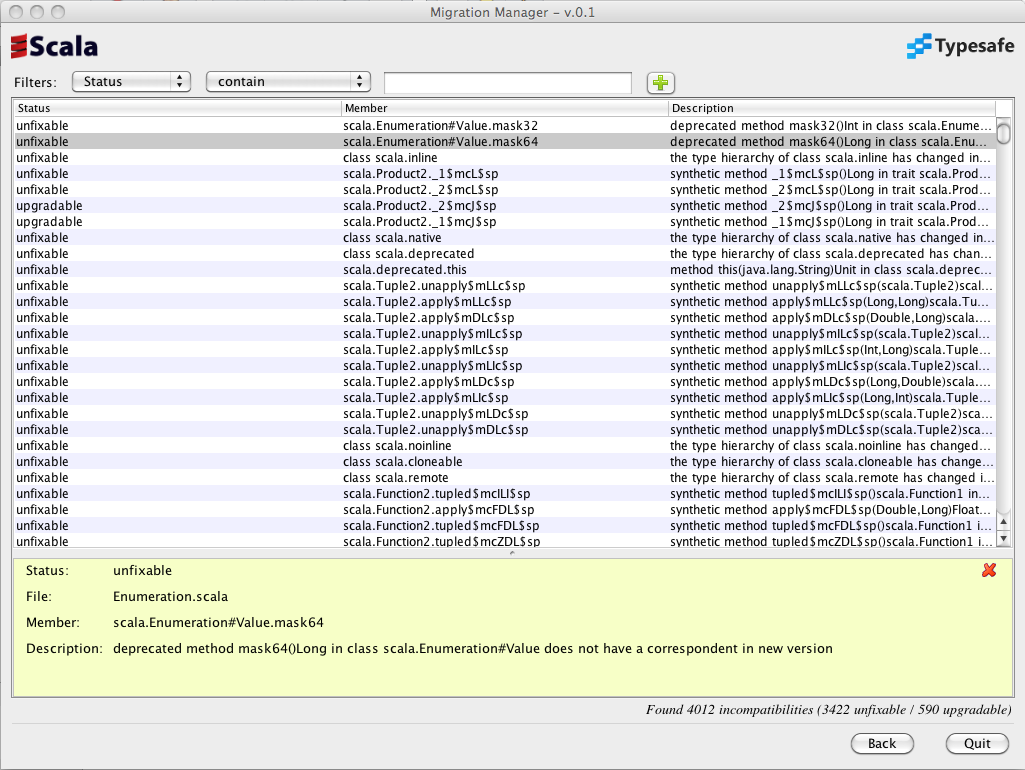 Migration Manager – v.0.1
Scala
Typesafe
Filters: Status contain
Status Member Description
unfixable scala.Enumeration#Value.mask32 deprecated method mask32()Int in class scala.Enume...
unfixable scala.Enumeration#Value.mask64 deprecated method mask64()Long in class scala.Enu...
unfixable class scala.inline the type hierarchy of class scala.inline has changed in...
unfixable scala.Product2._1$mcL$sp synthetic method _1$mcL$sp()Long in trait scala.Prod...
unfixable scala.Product2._2$mcL$sp synthetic method _2$mcL$sp()Long in trait scala.Prod...
upgradable scala.Product2._2$mcJ$sp synthetic method _2$mcJ$sp()Long in trait scala.Prod...
upgradable scala.Product2._1$mcJ$sp synthetic method _1$mcJ$sp()Long in trait scala.Prod...
unfixable class scala.native the type hierarchy of class scala.native has changed in...
unfixable class scala.deprecated the type hierarchy of class scala.deprecated has chan...
unfixable scala.deprecated.this method this(java.lang.String)Unit in class scala.deprec...
unfixable scala.Tuple2.unapply$mLLc$sp synthetic method unapply$mLLc$sp(scala.Tuple2)scal...
unfixable scala.Tuple2.apply$mLLc$sp synthetic method apply$mLLc$sp(Long,Long)scala.Tu...
unfixable scala.Tuple2.apply$mDLc$sp synthetic method apply$mDLc$sp(Double,Long)scala....
unfixable scala.Tuple2.unapply$mILc$sp synthetic method unapply$mILc$sp(scala.Tuple2)scal...
unfixable scala.Tuple2.apply$mILc$sp synthetic method apply$mILc$sp(Int,Long)scala.Tuple...
unfixable scala.Tuple2.unapply$mLIc$sp synthetic method unapply$mLIc$sp(scala.Tuple2)scal...
unfixable scala.Tuple2.apply$mLDc$sp synthetic method apply$mLDc$sp(Long,Double)scala....
unfixable scala.Tuple2.apply$mLIc$sp synthetic method apply$mLIc$sp(Long,Int)scala.Tuple...
unfixable scala.Tuple2.unapply$mLDc$sp synthetic method unapply$mLDc$sp(scala.Tuple2)sca...
unfixable scala.Tuple2.unapply$mDLc$sp synthetic method unapply$mDLc$sp(scala.Tuple2)sca...
unfixable class scala.noinline the type hierarchy of class scala.noinline has changed...
unfixable class scala.cloneable the type hierarchy of class scala.cloneable has change...
unfixable class scala.remote the type hierarchy of class scala.remote has changed i...
unfixable scala.Function2.tupled$mcILI$sp synthetic method tupled$mcILI$sp()scala.Function1 in...
unfixable scala.Function2.apply$mcFDL$sp synthetic method apply$mcFDL$sp(Double,Long)Float...
unfixable scala.Function2.tupled$mcFDL$sp synthetic method tupled$mcFDL$sp()scala.Function1 i...
unfixable scala.Function2.tupled$mcZDL$sp synthetic method tupled$mcZDL$sp()scala.Function1 i...
Status: unfixable
File: Enumeration.scala
Member: scala.Enumeration#Value.mask64
Description: deprecated method mask64()Long in class scala.Enumeration#Value does not have a correspondent in new version
Found 4012 incompatibilities (3422 unfixable / 590 upgradable)
Back Quit